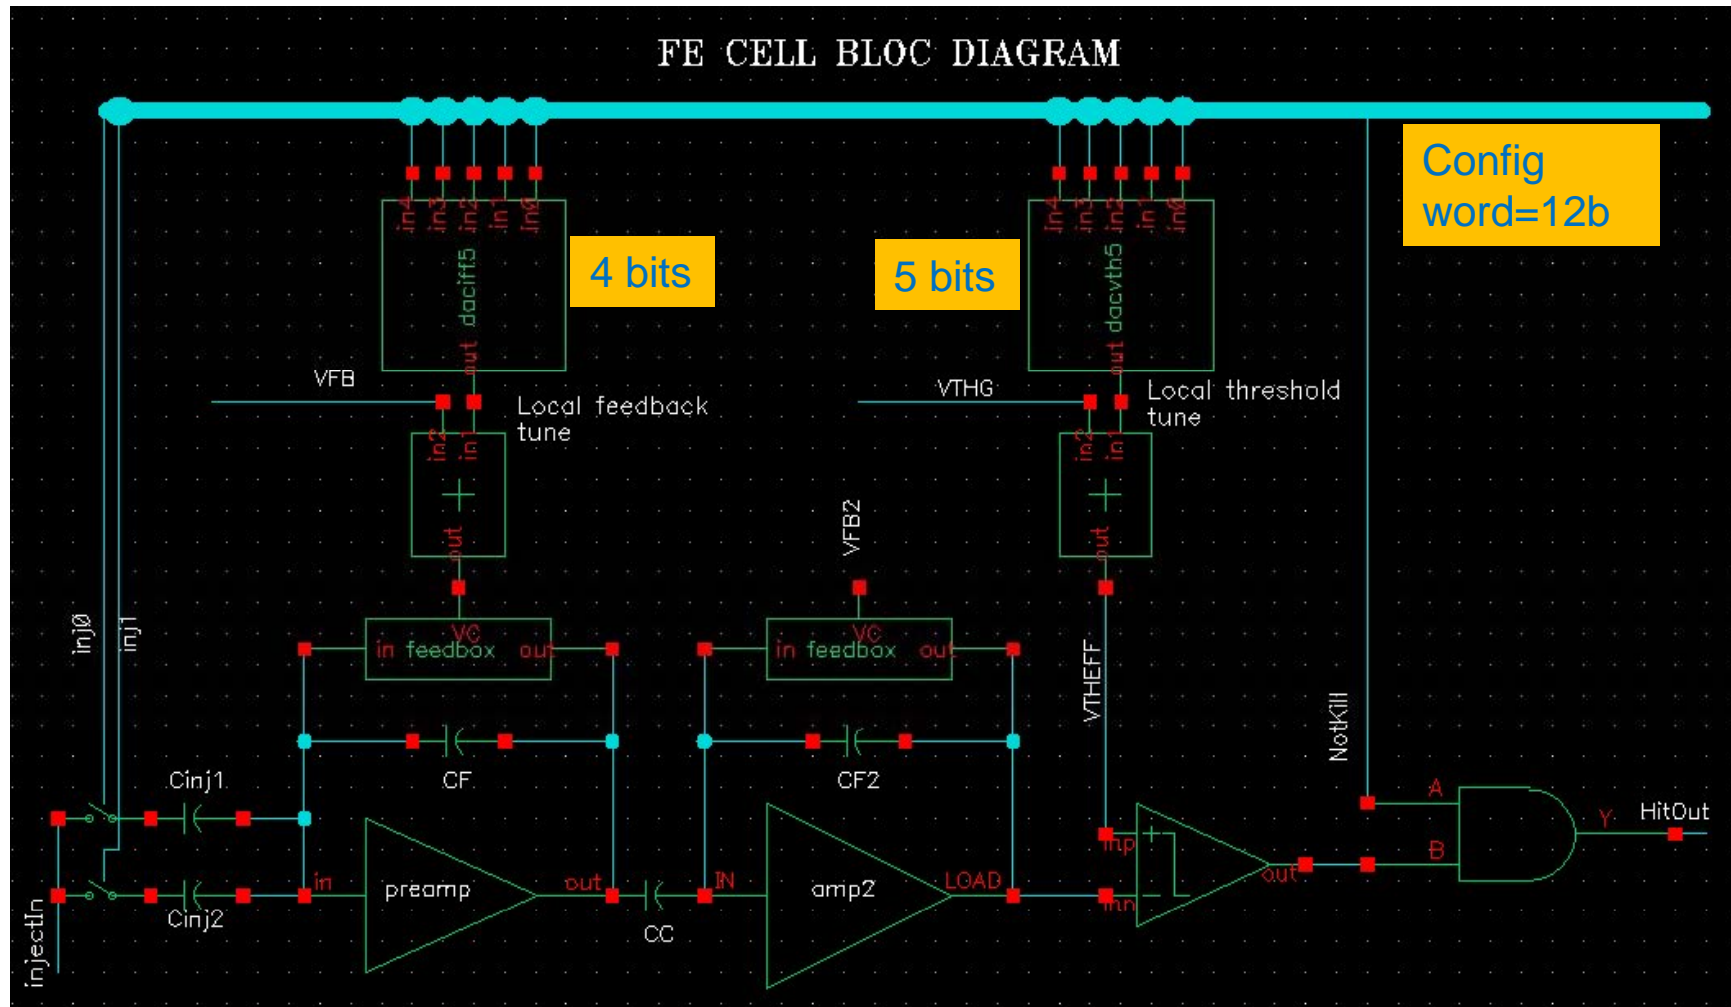 FE CELL BLOC DIAGRAM
Config
word=12b
in4 in3 in2 in1 in0
daciff5
out
4 bits
5 bits
in4 in3 in2 in1 in0
dacvth5
out
VFB
Local feedback
tune
in2 in1
+
out
VTHG
Local threshold
tune
in2 in1
+
out
VFB2
inj0
inj1
VC
in feedbox out
VC
in feedbox out
VTHEFF
NotKill
CF
CF2
Cinj1
Cinj2
injectIn
in
preamp
out
CC
IN
amp2
LOAD
inp
+
inn
-
out
A
B
Y
HitOut